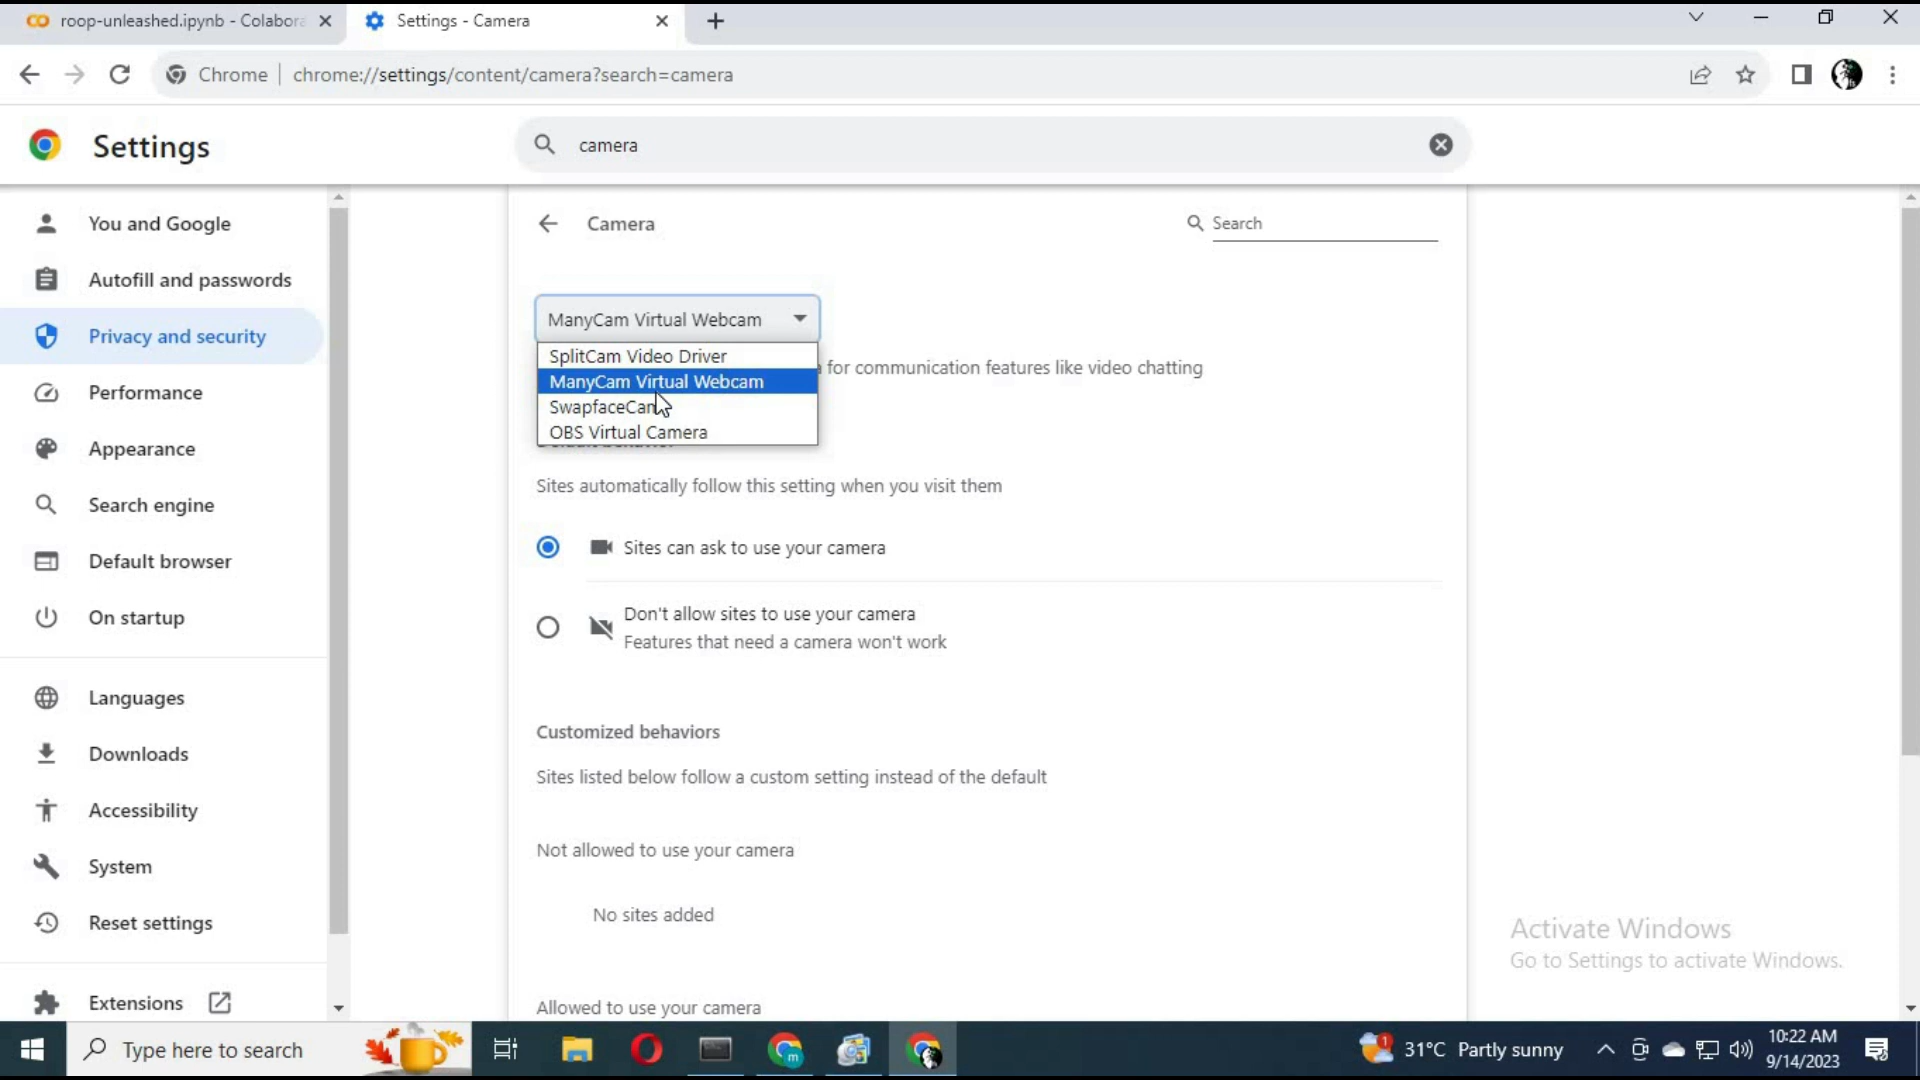 roop-unleashed.ipynb - Colabora
Settings - Camera
Chrome
chrome://settings/content/camera?search=camera
Settings
camera
You and Google
Autofill and passwords
Privacy and security
Performance
Appearance
Search engine
Default browser
On startup
Languages
Downloads
Accessibility
System
Reset settings
Extensions
Camera
Search
ManyCam Virtual Webcam
SplitCam Video Driver
ManyCam Virtual Webcam
SwapfaceCam
OBS Virtual Camera
for communication features like video chatting
Sites automatically follow this setting when you visit them
Sites can ask to use your camera
Don't allow sites to use your camera
Features that need a camera won't work
Customized behaviors
Sites listed below follow a custom setting instead of the default
Not allowed to use your camera
No sites added
Allowed to use your camera
Activate Windows
Go to Settings to activate Windows.
Type here to search
m
1
31°C Partly sunny
10:22 AM
9/14/2023